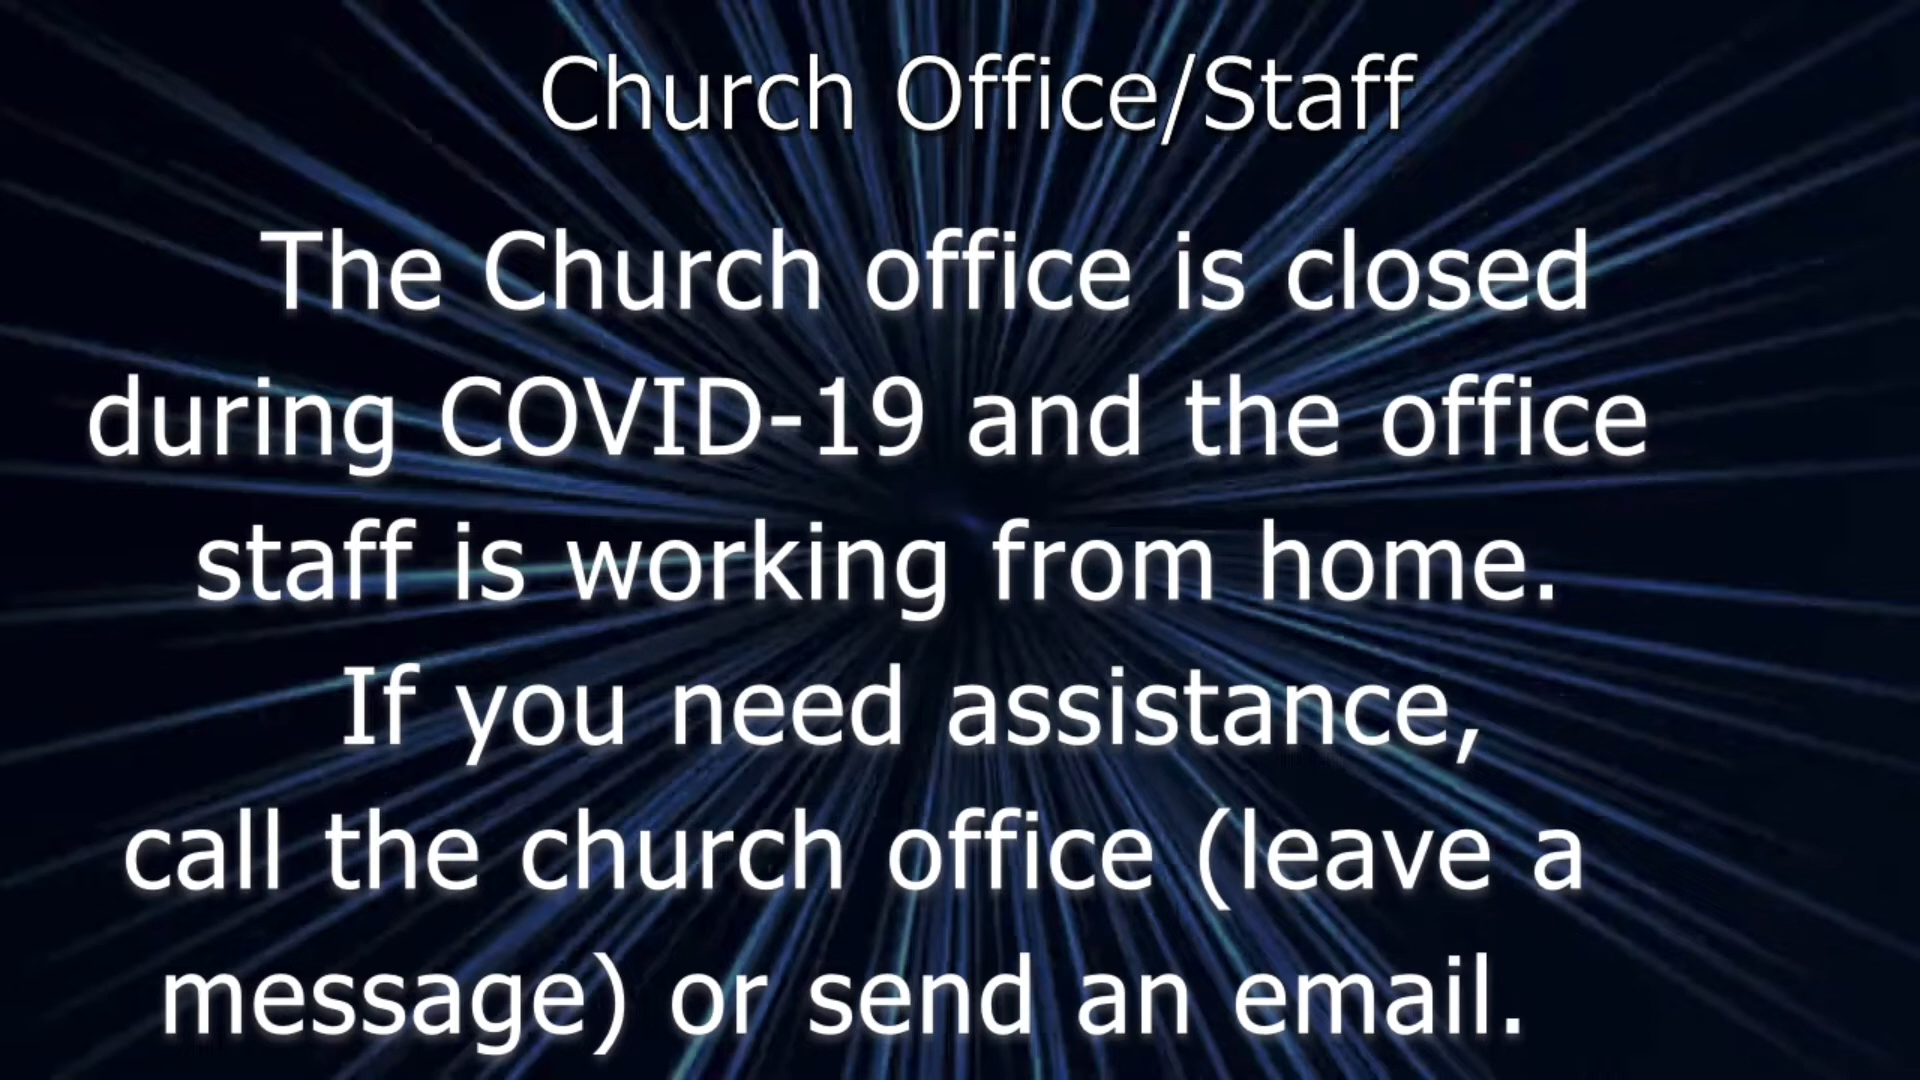 Church Office/Staff
The Church office is closed
during COVID-19 and the office
staff is working from home.
If you need assistance,
call the church office (leave a
message) or send an email.